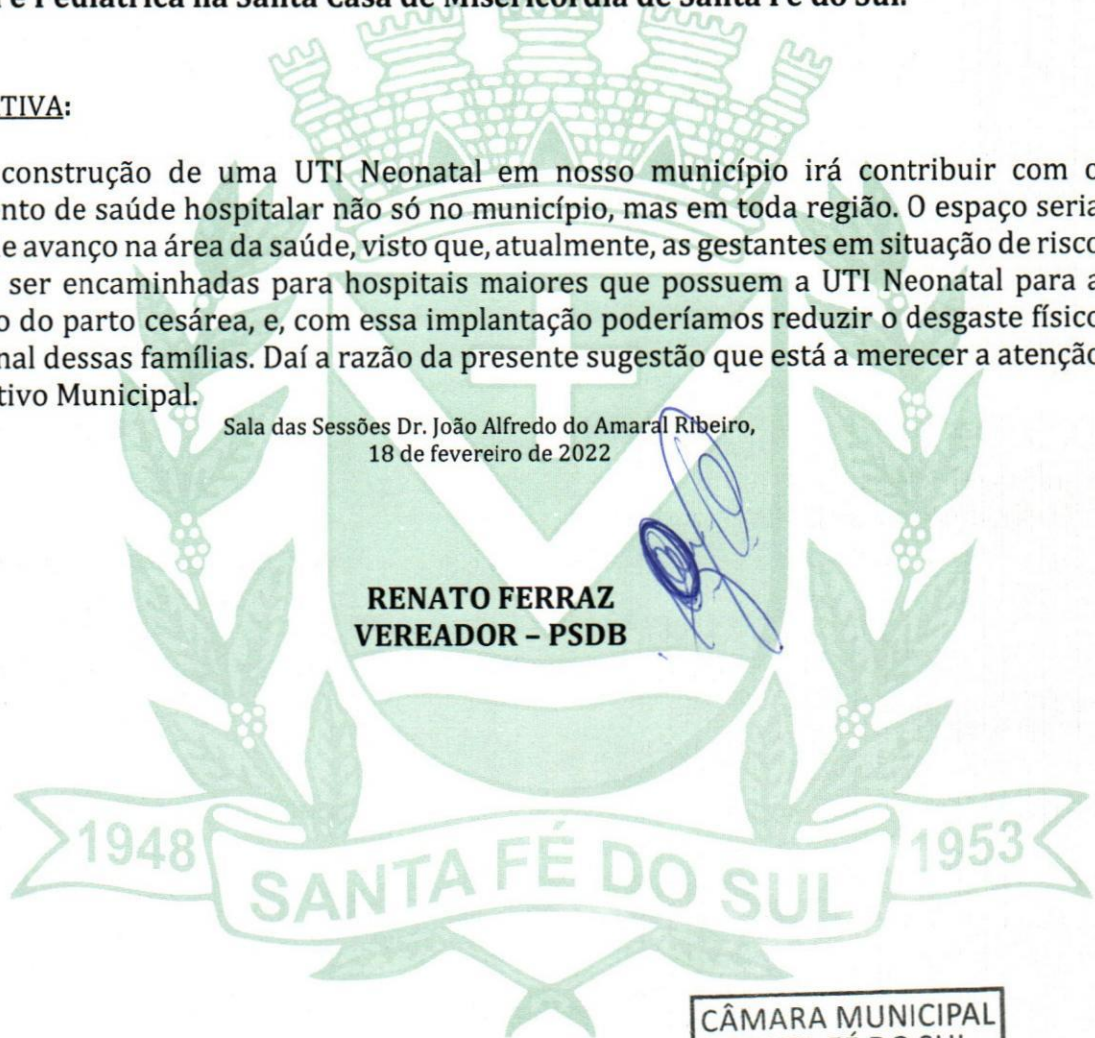 e Pediátrica na Santa Casa de Misericórdia de Santa Fé do Sul.
TIVA:
construção de uma UTI Neonatal em nosso município irá contribuir com o
nto de saúde hospitalar não só no município, mas em toda região. O espaço seria
e avanço na área da saúde, visto que, atualmente, as gestantes em situação de risco
ser encaminhadas para hospitais maiores que possuem a UTI Neonatal para a
o do parto cesárea, e, com essa implantação poderíamos reduzir o desgaste físico
nal dessas famílias. Daí a razão da presente sugestão que está a merecer a atenção
tivo Municipal.
Sala das Sessões Dr. João Alfredo do Amaral Ribeiro,
18 de fevereiro de 2022
RENATO FERRAZ
VEREADOR – PSDB
1948
SANTA FÉ DO SUL
1953
CÂMARA MUNICIPAL
FÉ DO SUL